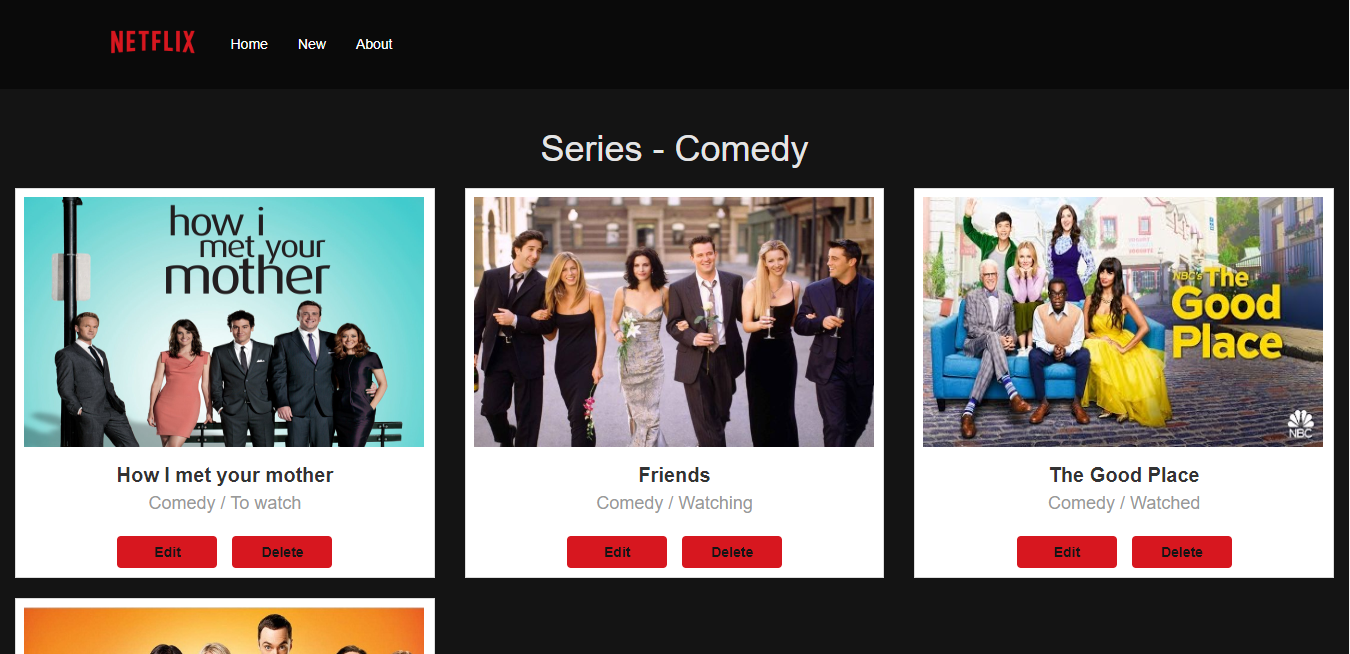 NETFLIX Home New About
Series - Comedy
how i
met your
mother
NBC's The
Good
Place
NBC
How I met your mother
Comedy / To watch
Edit Delete
Friends
Comedy / Watching
Edit Delete
The Good Place
Comedy / Watched
Edit Delete